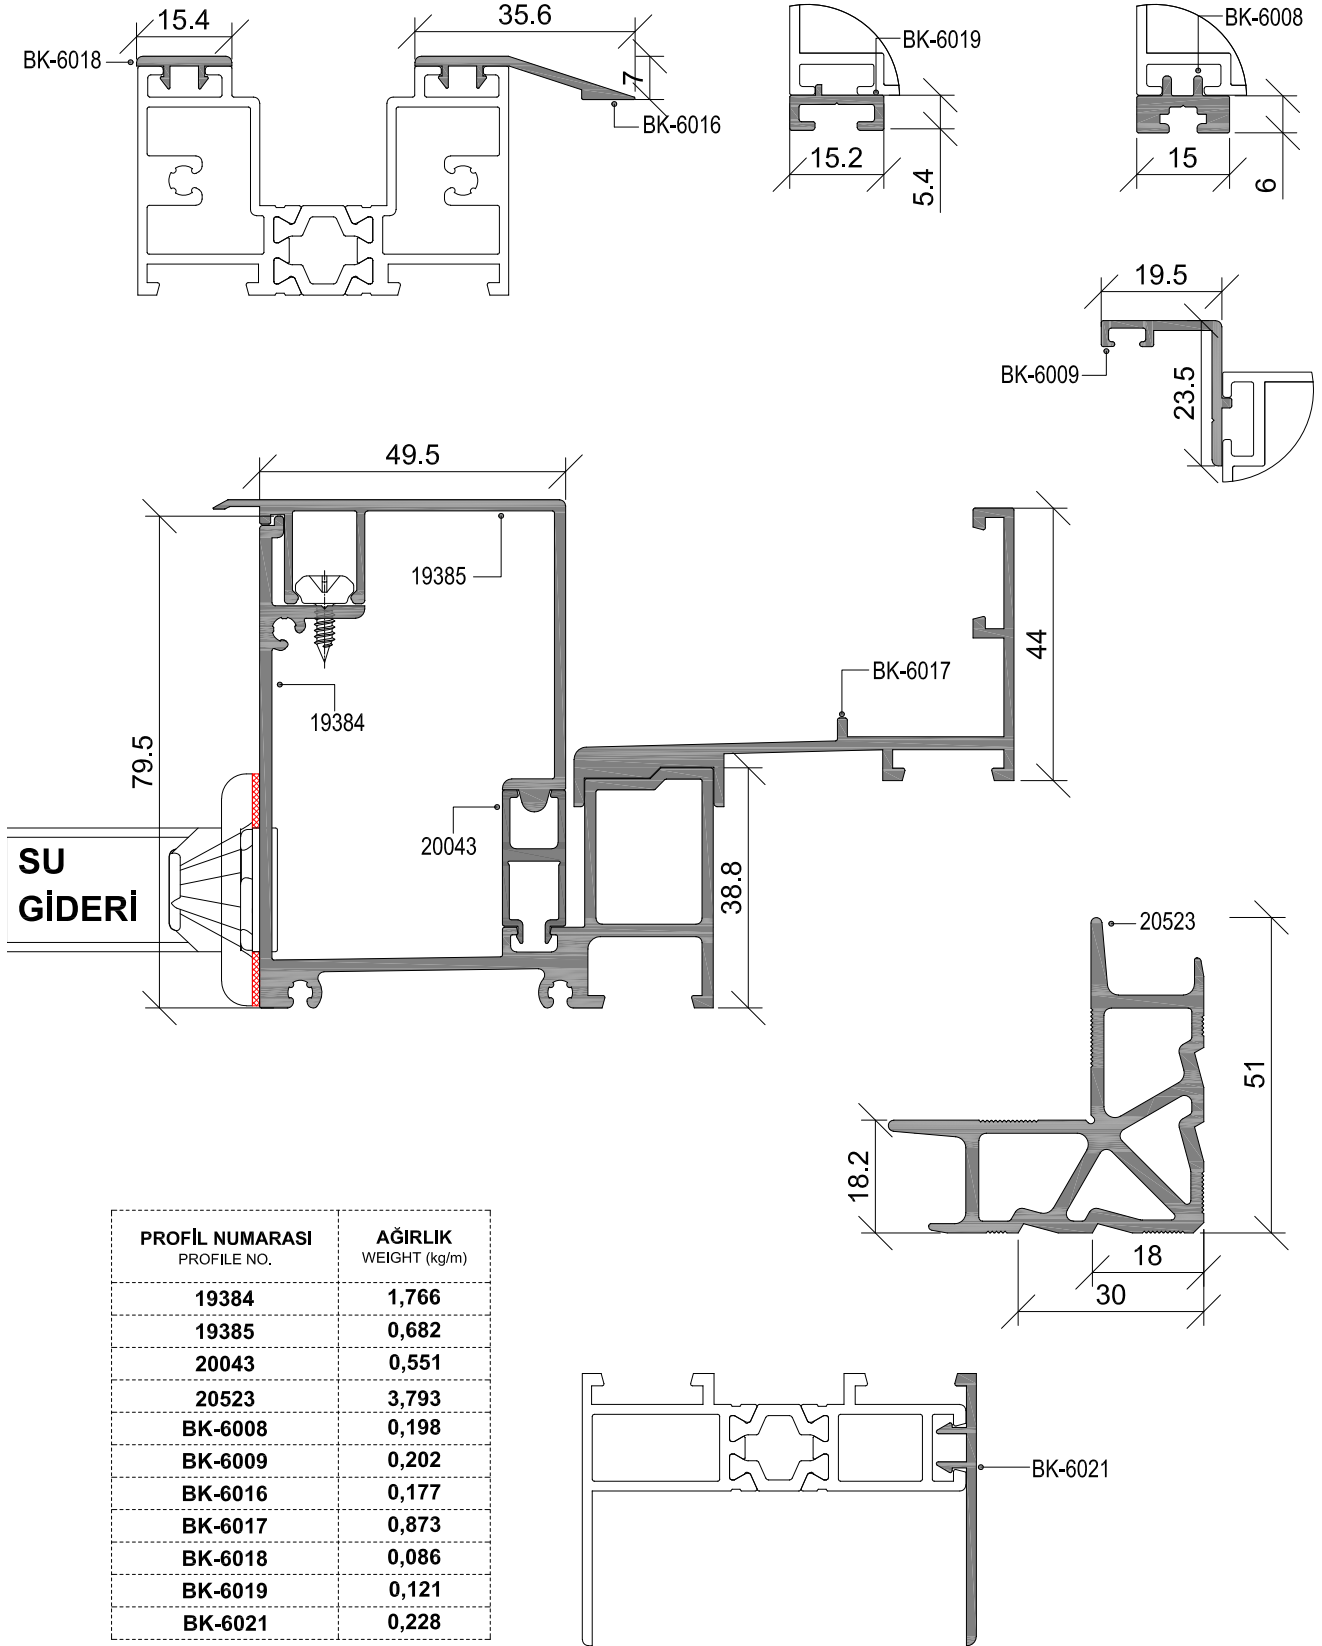 15.4
35.6
BK-6018
7
BK-6016
BK-6019
15.2
5.4
BK-6008
15
6
19.5
BK-6009
23.5
49.5
19385
79.5
19384
BK-6017
44
20043
38.8
SU
GİDERİ
20523
51
18.2
18
30
PROFİL NUMARASI AĞIRLIK
PROFILE NO. WEIGHT (kg/m)
19384 1,766
19385 0,682
20043 0,551
20523 3,793
BK-6008 0,198
BK-6009 0,202
BK-6016 0,177
BK-6017 0,873
BK-6018 0,086
BK-6019 0,121
BK-6021 0,228
BK-6021